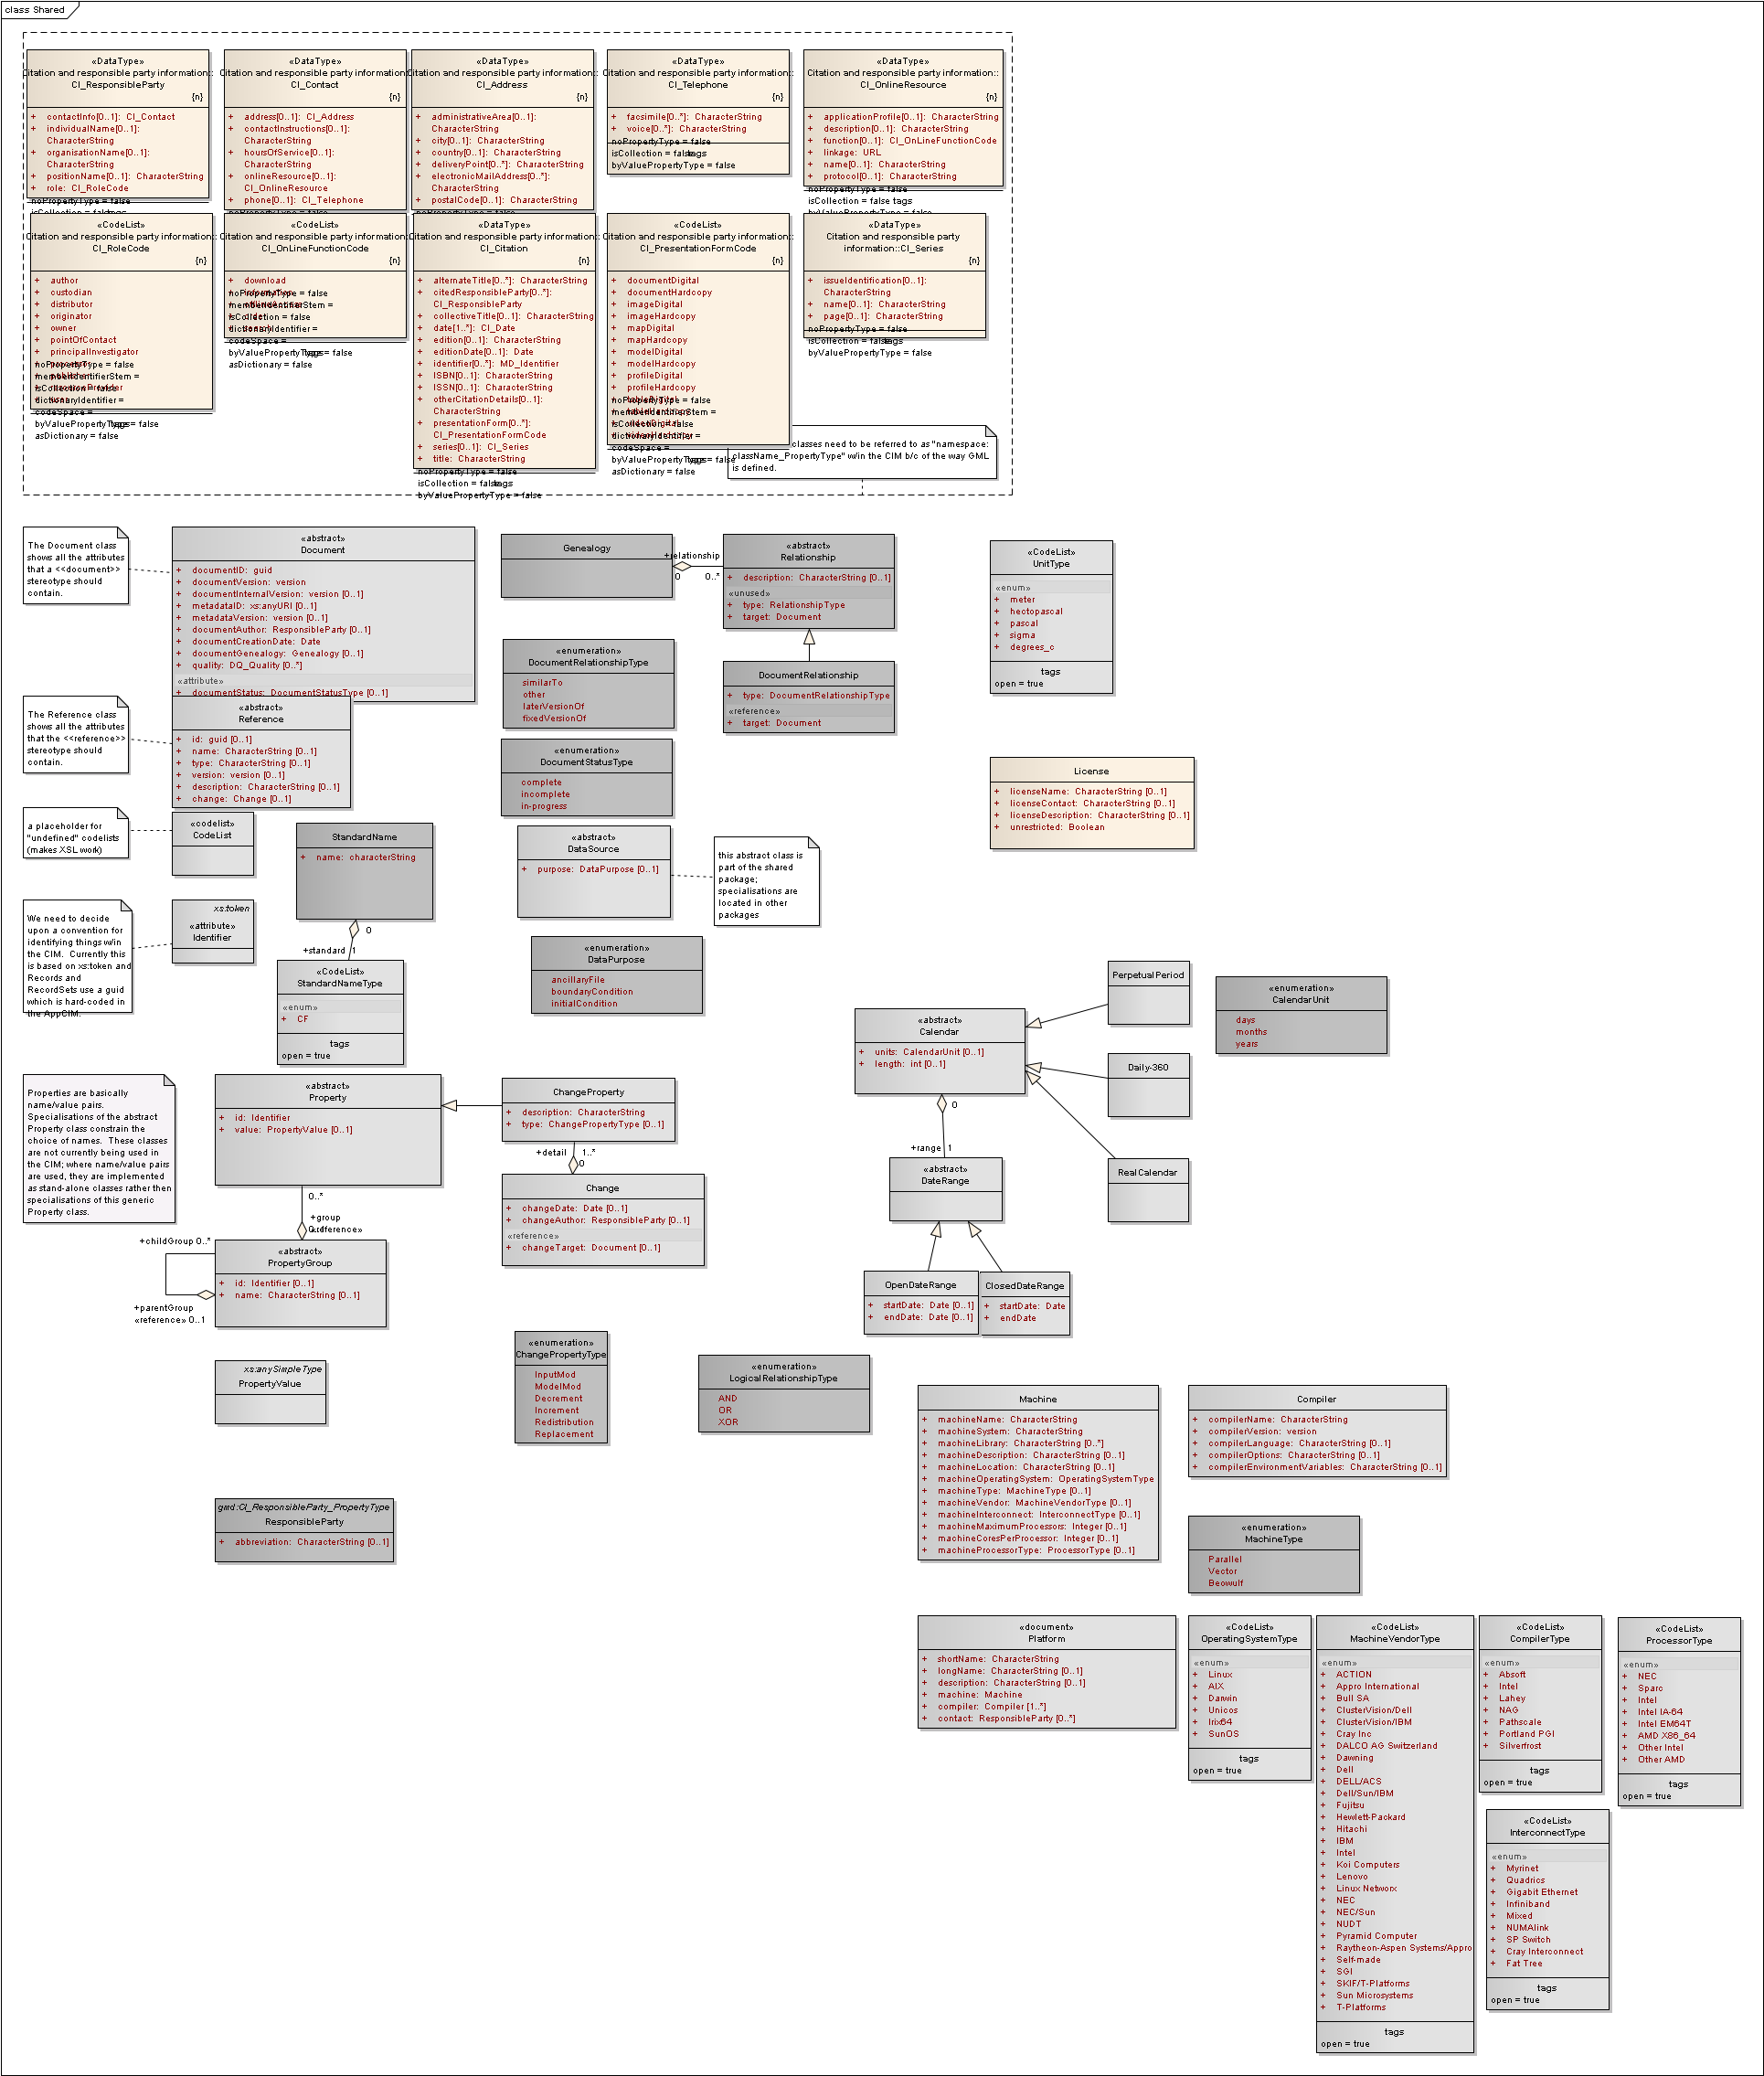 class Shared
«DataType»
Citation and responsible party information::
CI_ResponsibleParty
{n}
+ contactInfo[0..1]: CI_Contact
+ individualName[0..1]:
CharacterString
+ organisationName[0..1]:
CharacterString
+ positionName[0..1]: CharacterString
+ role: CI_RoleCode
noPropertyType = false
isCollection = false
tags
«DataType»
Citation and responsible party information::
CI_Contact
{n}
+ address[0..1]: CI_Address
+ contactInstructions[0..1]:
CharacterString
+ hoursOfService[0..1]:
CharacterString
+ onlineResource[0..1]:
CI_OnlineResource
+ phone[0..1]: CI_Telephone
noPropertyType = false
«DataType»
Citation and responsible party information::
CI_Address
{n}
+ administrativeArea[0..1]:
CharacterString
+ city[0..1]: CharacterString
+ country[0..1]: CharacterString
+ deliveryPoint[0..*]: CharacterString
+ electronicMailAddress[0..*]:
CharacterString
+ postalCode[0..1]: CharacterString
noPropertyType = false
«DataType»
Citation and responsible party information::
CI_Telephone
{n}
+ facsimile[0..*]: CharacterString
+ voice[0..*]: CharacterString
noPropertyType = false
isCollection = false
tags
byValuePropertyType = false
«DataType»
Citation and responsible party information::
CI_OnlineResource
{n}
+ applicationProfile[0..1]: CharacterString
+ description[0..1]: CharacterString
+ function[0..1]: CI_OnLineFunctionCode
+ linkage: URL
+ name[0..1]: CharacterString
+ protocol[0..1]: CharacterString
noPropertyType = false
isCollection = false
tags
byValuePropertyType = false
«CodeList»
Citation and responsible party information::
CI_RoleCode
{n}
+ author
+ custodian
+ distributor
+ originator
+ owner
+ pointOfContact
+ principalInvestigator
noPropertyType = false
memberIdentifierStem =
isCollection = false
dictionaryIdentifier =
codeSpace =
byValuePropertyType = false
tags
asDictionary = false
«CodeList»
Citation and responsible party information::
CI_OnLineFunctionCode
{n}
+ download
noPropertyType = false
memberIdentifierStem =
isCollection = false
dictionaryIdentifier =
codeSpace =
byValuePropertyType = false
tags
asDictionary = false
«DataType»
Citation and responsible party information::
CI_Citation
{n}
+ alternateTitle[0..*]: CharacterString
+ citedResponsibleParty[0..*]:
CI_ResponsibleParty
+ collectiveTitle[0..1]: CharacterString
+ date[1..*]: CI_Date
+ edition[0..1]: CharacterString
+ editionDate[0..1]: Date
+ identifier[0..*]: MD_Identifier
+ ISBN[0..1]: CharacterString
+ ISSN[0..1]: CharacterString
+ otherCitationDetails[0..1]:
CharacterString
+ presentationForm[0..*]:
CI_PresentationFormCode
+ series[0..1]: CI_Series
+ title: CharacterString
noPropertyType = false
isCollection = false
tags
byValuePropertyType = false
«CodeList»
Citation and responsible party information::
CI_PresentationFormCode
{n}
+ documentDigital
+ documentHardcopy
+ imageDigital
+ imageHardcopy
+ mapDigital
+ mapHardcopy
+ modelDigital
+ modelHardcopy
+ profileDigital
+ profileHardcopy
noPropertyType = false
memberIdentifierStem =
isCollection = false
dictionaryIdentifier =
codeSpace =
byValuePropertyType = false
tags
asDictionary = false
«DataType»
Citation and responsible party
information::CI_Series
{n}
+ issueIdentification[0..1]:
CharacterString
+ name[0..1]: CharacterString
+ page[0..1]: CharacterString
noPropertyType = false
isCollection = false
tags
byValuePropertyType = false
classes need to be referred to as "namespace:
className_PropertyType" w/in the CIM b/c of the way GML
is defined.
The Document class
shows all the attributes
that a <<document>>
stereotype should
contain.
«abstract»
Document
+ documentID: guid
+ documentVersion: version
+ documentInternalVersion: version [0..1]
+ metadataID: xs:anyURI [0..1]
+ metadataVersion: version [0..1]
+ documentAuthor: ResponsibleParty [0..1]
+ documentCreationDate: Date
+ documentGenealogy: Genealogy [0..1]
+ quality: DQ_Quality [0..*]
«attribute»
+ documentStatus: DocumentStatusType [0..1]
Genealogy
+relationship
0
0..*
«abstract»
Relationship
+ description: CharacterString [0..1]
«unused»
+ type: RelationshipType
+ target: Document
«CodeList»
UnitType
«enum»
+ meter
+ hectopascal
+ pascal
+ sigma
+ degrees_c
tags
open = true
«enumeration»
DocumentRelationshipType
similarTo
other
laterVersionOf
fixedVersionOf
DocumentRelationship
+ type: DocumentRelationshipType
«reference»
+ target: Document
The Reference class
shows all the attributes
that the <<reference>>
stereotype should
contain.
«abstract»
Reference
+ id: guid [0..1]
+ name: CharacterString [0..1]
+ type: CharacterString [0..1]
+ version: version [0..1]
+ description: CharacterString [0..1]
+ change: Change [0..1]
«enumeration»
DocumentStatusType
complete
incomplete
in-progress
License
+ licenseName: CharacterString [0..1]
+ licenseContact: CharacterString [0..1]
+ licenseDescription: CharacterString [0..1]
+ unrestricted: Boolean
a placeholder for
"undefined" codelists
(makes XSL work)
«codelist»
CodeList
StandardName
+ name: characterString
0
+standard 1
«abstract»
DataSource
+ purpose: DataPurpose [0..1]
this abstract class is
part of the shared
package;
specialisations are
located in other
packages
We need to decide
upon a convention for
identifying things w/in
the CIM. Currently this
is based on xs:token and
Records and
RecordSets use a guid
which is hard-coded in
the AppCIM.
xs:token
«attribute»
Identifier
«CodeList»
StandardNameType
«enum»
+ CF
tags
open = true
«enumeration»
DataPurpose
ancillaryFile
boundaryCondition
initialCondition
«abstract»
Calendar
+ units: CalendarUnit [0..1]
+ length: int [0..1]
0
+range 1
PerpetualPeriod
Daily-360
RealCalendar
«enumeration»
CalendarUnit
days
months
years
«abstract»
DateRange
OpenDateRange
+ startDate: Date [0..1]
+ endDate: Date [0..1]
ClosedDateRange
+ startDate: Date
+ endDate
Properties are basically
name/value pairs.
Specialisations of the abstract
Property class constrain the
choice of names. These classes
are not currently being used in
the CIM; where name/value pairs
are used, they are implemented
as stand-alone classes rather then
specialisations of this generic
Property class.
«abstract»
Property
+ id: Identifier
+ value: PropertyValue [0..1]
0..*
+group
ChangeProperty
+ description: CharacterString
+ type: ChangePropertyType [0..1]
+detail 1..*
0
Change
+ changeDate: Date [0..1]
+ changeAuthor: ResponsibleParty [0..1]
«reference»
+ changeTarget: Document [0..1]
+childGroup 0..*
+parentGroup
«reference» 0..1
«abstract»
PropertyGroup
+ id: Identifier [0..1]
+ name: CharacterString [0..1]
xs:anySimpleType
PropertyValue
«enumeration»
ChangePropertyType
InputMod
ModelMod
Decrement
Increment
Redistribution
Replacement
«enumeration»
LogicalRelationshipType
AND
OR
XOR
gmd:CI_ResponsibleParty_PropertyType
ResponsibleParty
+ abbreviation: CharacterString [0..1]
Machine
+ machineName: CharacterString
+ machineSystem: CharacterString
+ machineLibrary: CharacterString [0..*]
+ machineDescription: CharacterString [0..1]
+ machineLocation: CharacterString [0..1]
+ machineOperatingSystem: OperatingSystemType
+ machineType: MachineType [0..1]
+ machineVendor: MachineVendorType [0..1]
+ machineInterconnect: InterconnectType [0..1]
+ machineMaximumProcessors: Integer [0..1]
+ machineCoresPerProcessor: Integer [0..1]
+ machineProcessorType: ProcessorType [0..1]
Compiler
+ compilerName: CharacterString
+ compilerVersion: version
+ compilerLanguage: CharacterString [0..1]
+ compilerOptions: CharacterString [0..1]
+ compilerEnvironmentVariables: CharacterString [0..1]
«enumeration»
MachineType
Parallel
Vector
Beowulf
«document»
Platform
+ shortName: CharacterString
+ longName: CharacterString [0..1]
+ description: CharacterString [0..1]
+ machine: Machine
+ compiler: Compiler [1..*]
+ contact: ResponsibleParty [0..*]
«CodeList»
OperatingSystemType
«enum»
+ Linux
+ AIX
+ Darwin
+ Unicos
+ Irix64
+ SunOS
tags
open = true
«CodeList»
MachineVendorType
«enum»
+ ACTION
+ Appro International
+ Bull SA
+ ClusterVision/Dell
+ ClusterVision/IBM
+ Cray Inc
+ DALCO AG Switzerland
+ Dawning
+ Dell
+ DELL/ACS
+ Dell/Sun/IBM
+ Fujitsu
+ Hewlett-Packard
+ Hitachi
+ IBM
+ Intel
+ Koi Computers
+ Lenovo
+ Linux Networx
+ NEC
+ NEC/Sun
+ NUDT
+ Pyramid Computer
+ Raytheon-Aspen Systems/Appro
+ Self-made
+ SGI
+ SKIF/T-Platforms
+ Sun Microsystems
+ T-Platforms
tags
open = true
«CodeList»
CompilerType
«enum»
+ Absoft
+ Intel
+ Lahey
+ NAG
+ Pathscale
+ Portland PGI
+ Silverfrost
tags
open = true
«CodeList»
ProcessorType
«enum»
+ NEC
+ Sparc
+ Intel
+ Intel IA-64
+ Intel EM64T
+ AMD X86_64
+ Other Intel
+ Other AMD
tags
open = true
«CodeList»
InterconnectType
«enum»
+ Myrinet
+ Quadrics
+ Gigabit Ethernet
+ Infiniband
+ Mixed
+ NUMAlink
+ SP Switch
+ Cray Interconnect
+ Fat Tree
tags
open = true